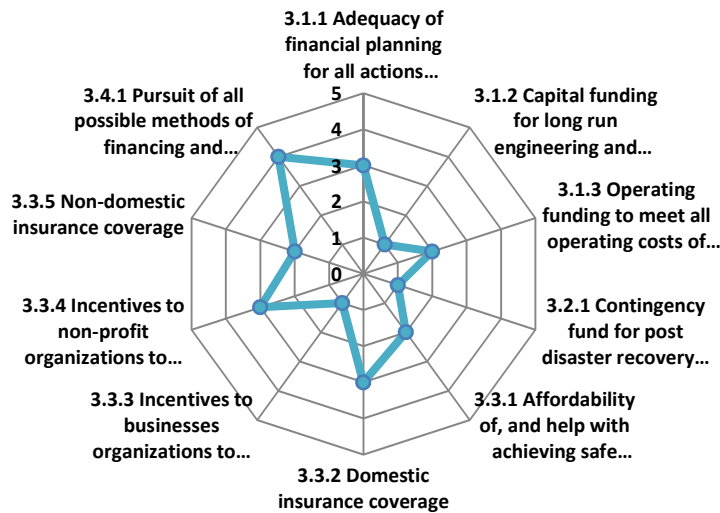 3.1.1 Adequacy of
financial planning
for all actions…
3.1.2 Capital funding
for long run
engineering and…
3.1.3 Operating
funding to meet all
operating costs of…
3.2.1 Contingency
fund for post
disaster recovery…
3.3.1 Affordability
of, and help with
achieving safe…
3.3.2 Domestic
insurance coverage
3.3.3 Incentives to
businesses
organizations to…
3.3.4 Incentives to
non-profit
organizations to…
3.3.5 Non-domestic
insurance coverage
3.4.1 Pursuit of all
possible methods of
financing and…
5
4
3
2
1
0